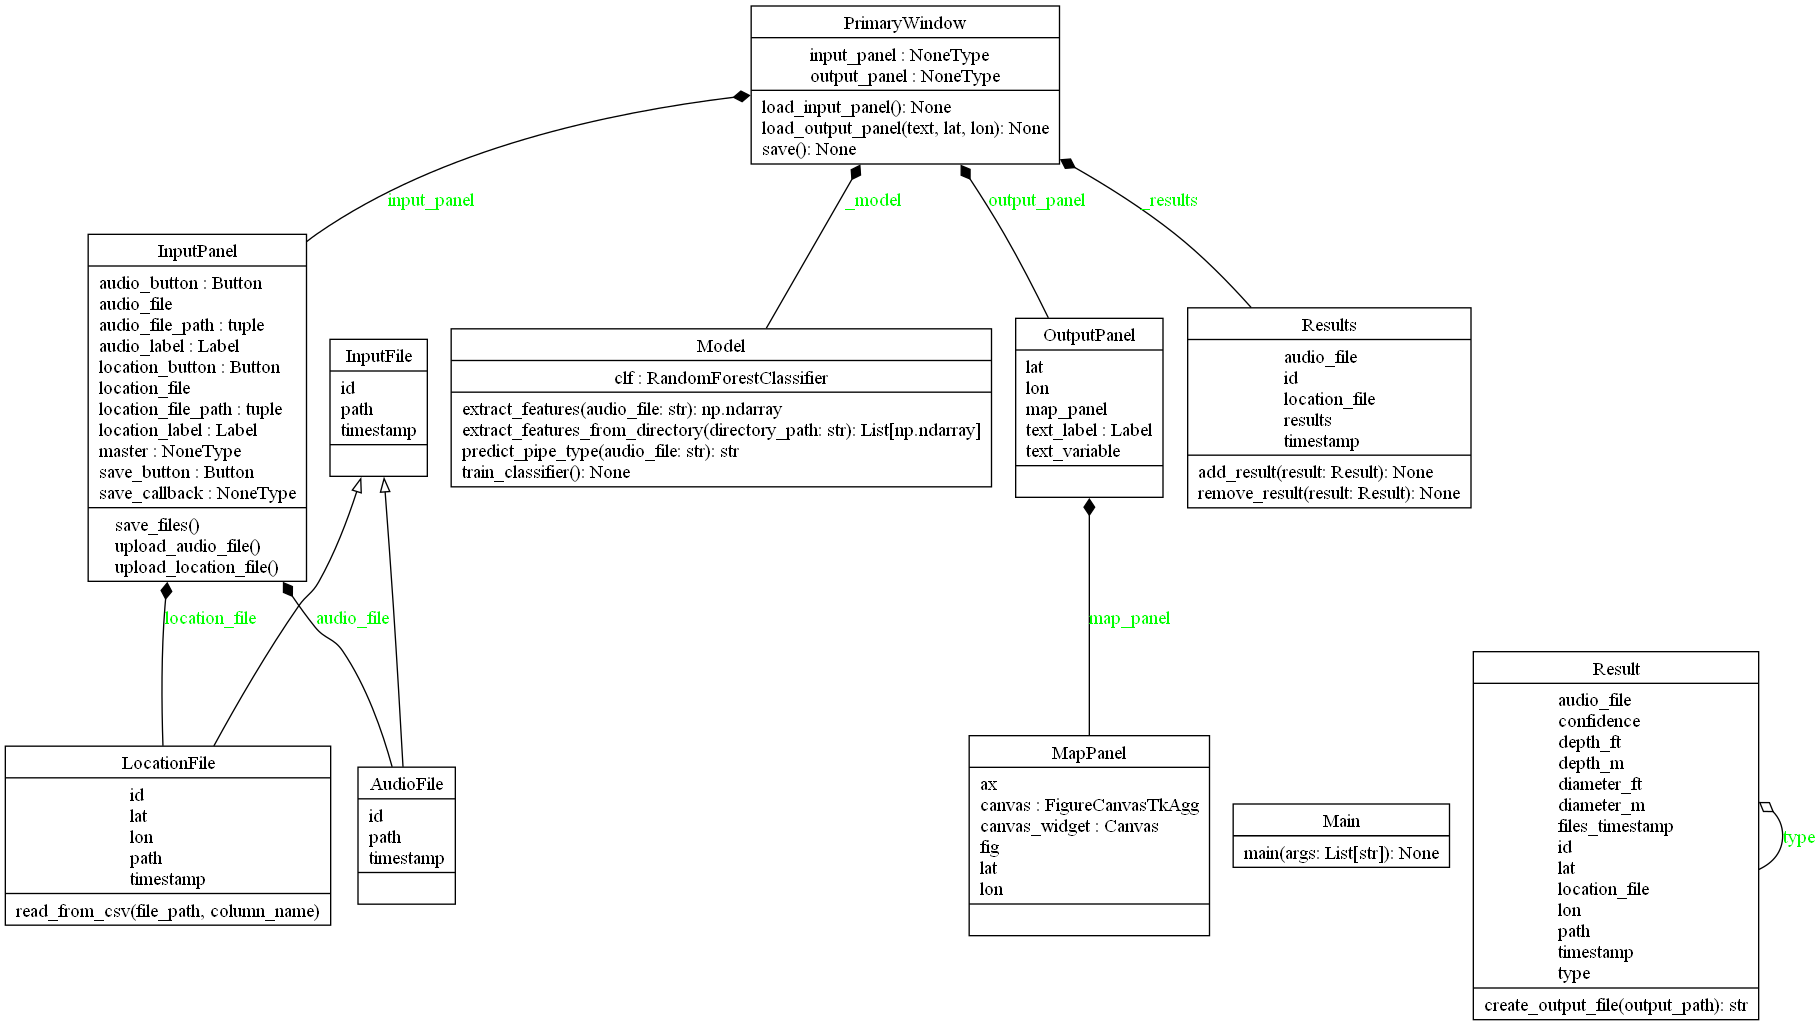 PrimaryWindow
input_panel : NoneType
output_panel : NoneType
load_input_panel(): None
load_output_panel(text, lat, lon): None
save(): None
input_panel
_model
output_panel
_results
InputPanel
audio_button : Button
audio_file
audio_file_path : tuple
audio_label : Label
location_button : Button
location_file
location_file_path : tuple
location_label : Label
master : NoneType
save_button : Button
save_callback : NoneType
save_files()
upload_audio_file()
upload_location_file()
InputFile
id
path
timestamp
Model
clf : RandomForestClassifier
extract_features(audio_file: str): np.ndarray
extract_features_from_directory(directory_path: str): List[np.ndarray]
predict_pipe_type(audio_file: str): str
train_classifier(): None
OutputPanel
lat
lon
map_panel
text_label : Label
text_variable
Results
audio_file
id
location_file
results
timestamp
add_result(result: Result): None
remove_result(result: Result): None
location_file
audio_file
map_panel
LocationFile
id
lat
lon
path
timestamp
read_from_csv(file_path, column_name)
AudioFile
id
path
timestamp
MapPanel
ax
canvas : FigureCanvasTkAgg
canvas_widget : Canvas
fig
lat
lon
Main
main(args: List[str]): None
Result
audio_file
confidence
depth_ft
depth_m
diameter_ft
diameter_m
files_timestamp
id
lat
location_file
lon
path
timestamp
type
create_output_file(output_path): str
type